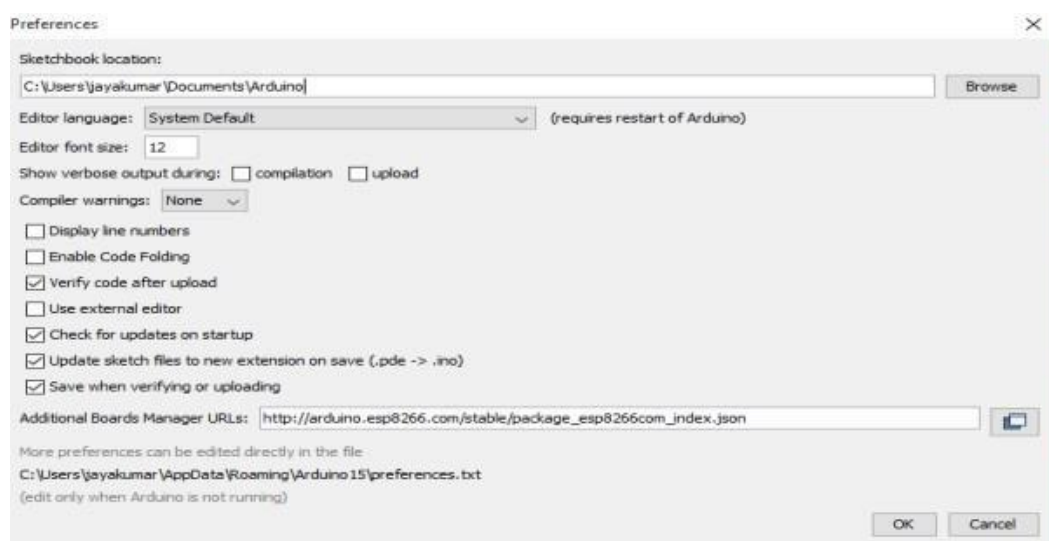 Preferences
Sketchbook location:
C:\Users\jayakumar\Documents\Arduino
Browse
Editor language: System Default (requires restart of Arduino)
Editor font size: 12
Show verbose output during: compilation upload
Compiler warnings: None
Display line numbers
Enable Code Folding
Verify code after upload
Use external editor
Check for updates on startup
Update sketch files to new extension on save (.pde -> .ino)
Save when verifying or uploading
Additional Boards Manager URLs: http://arduino.esp8266.com/stable/package_esp8266com_index.json
More preferences can be edited directly in the file
C:\Users\jayakumar\AppData\Roaming\Arduino15\preferences.txt
(edit only when Arduino is not running)
OK Cancel